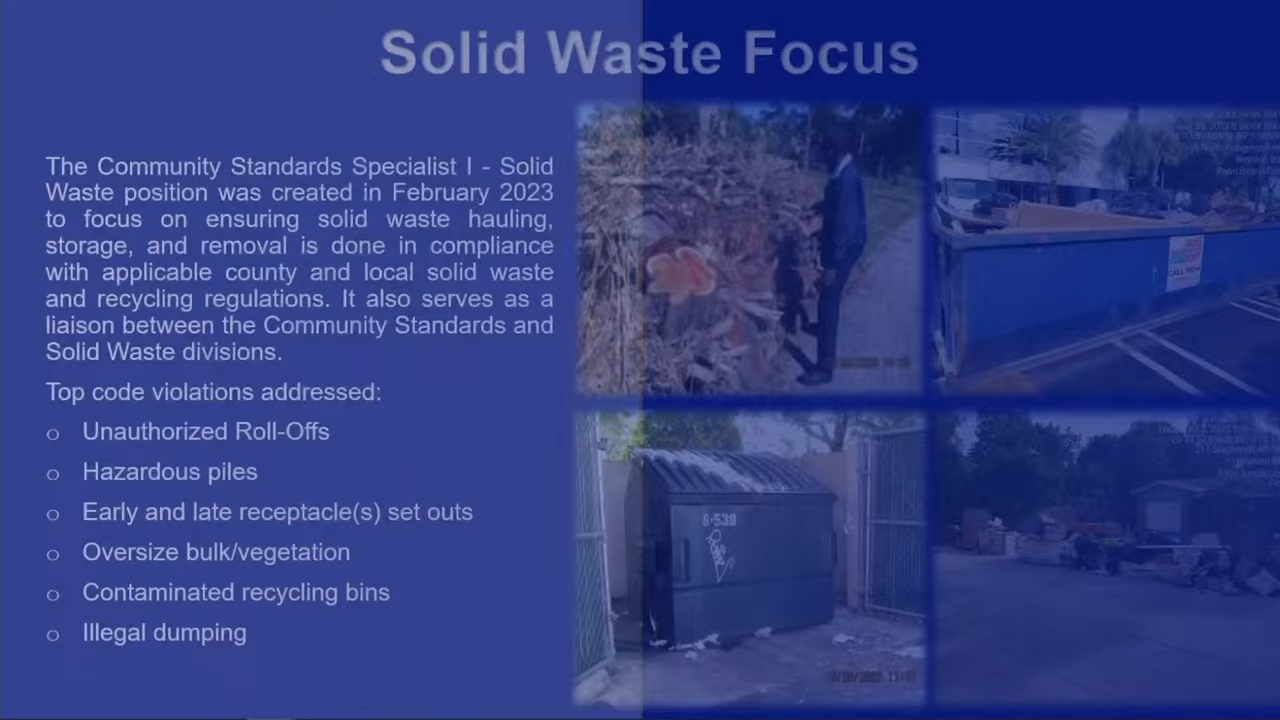 Solid Waste Focus
The Community Standards Specialist I - Solid
Waste position was created in February 2023
to focus on ensuring solid waste hauling,
storage, and removal is done in compliance
with applicable county and local solid waste
and recycling regulations. It also serves as a
liaison between the Community Standards and
Solid Waste divisions.
Top code violations addressed:
o Unauthorized Roll-Offs
o Hazardous piles
o Early and late receptacle(s) set outs
o Oversize bulk/vegetation
o Contaminated recycling bins
o Illegal dumping
CALL NOW
6-530